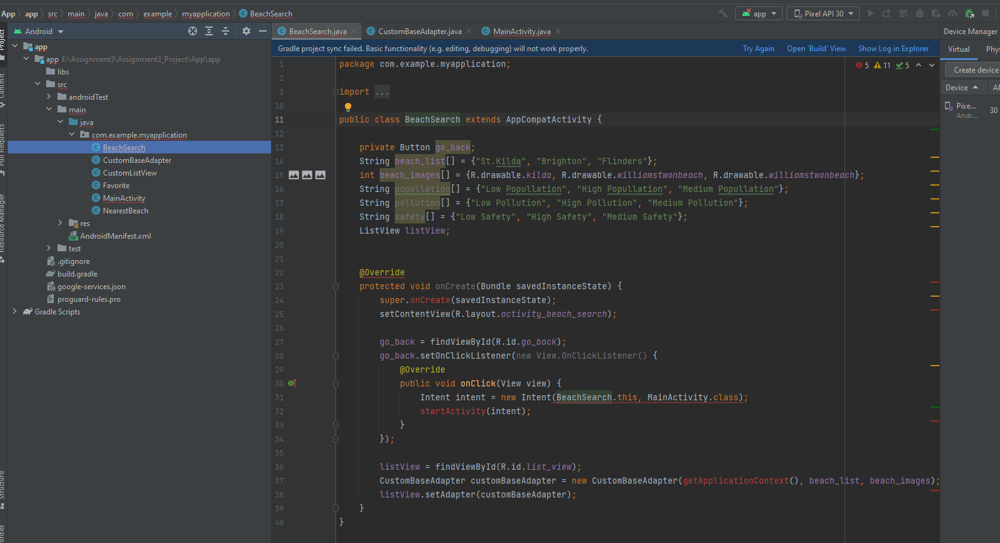 App app src main java com example myapplication BeachSearch app Pixel API 30
Android BeachSearch.java CustomBaseAdapter.java MainActivity.java Device Manager
Gradle project sync failed. Basic functionality (e.g. editing, debugging) will not work properly. Try Again Open 'Build' View Show Log in Explorer
Virtual Phys
Create device
Device AP
Pixe... 30
Andr...
Project
Commit
Pull Requests
Resource Manager
Structure
app
app E:\Assignment3\Assignment3_Project\App\app
libs
src
androidTest
main
java
com.example.myapplication
BeachSearch
CustomBaseAdapter
CustomListView
Favorite
MainActivity
NearestBeach
res
AndroidManifest.xml
test
.gitignore
build.gradle
google-services.json
proguard-rules.pro
Gradle Scripts
5 11 5
1 package com.example.myapplication;
2
3 import ...
10
11 public class BeachSearch extends AppCompatActivity {
12
13 private Button go_back;
14 String beach_list[] = {"St.Kilda", "Brighton", "Flinders"};
15 int beach_images[] = {R.drawable.kilda, R.drawable.williamstwonbeach, R.drawable.williamstwonbeach};
16 String popullation[] = {"Low Popullation", "High Popullation", "Medium Popullation"};
17 String pollution[] = {"Low Pollution", "High Pollution", "Medium Pollution"};
18 String safety[] = {"Low Safety", "High Safety", "Medium Safety"};
19 ListView listView;
20
21
22 @Override
23 protected void onCreate(Bundle savedInstanceState) {
24 super.onCreate(savedInstanceState);
25 setContentView(R.layout.activity_beach_search);
26
27 go_back = findViewById(R.id.go_back);
28 go_back.setOnClickListener(new View.OnClickListener() {
29 @Override
30 public void onClick(View view) {
31 Intent intent = new Intent(BeachSearch.this, MainActivity.class);
32 startActivity(intent);
33 }
34 });
35
36 listView = findViewById(R.id.list_view);
37 CustomBaseAdapter customBaseAdapter = new CustomBaseAdapter(getApplicationContext(), beach_list, beach_images);
38 listView.setAdapter(customBaseAdapter);
39 }
40 }